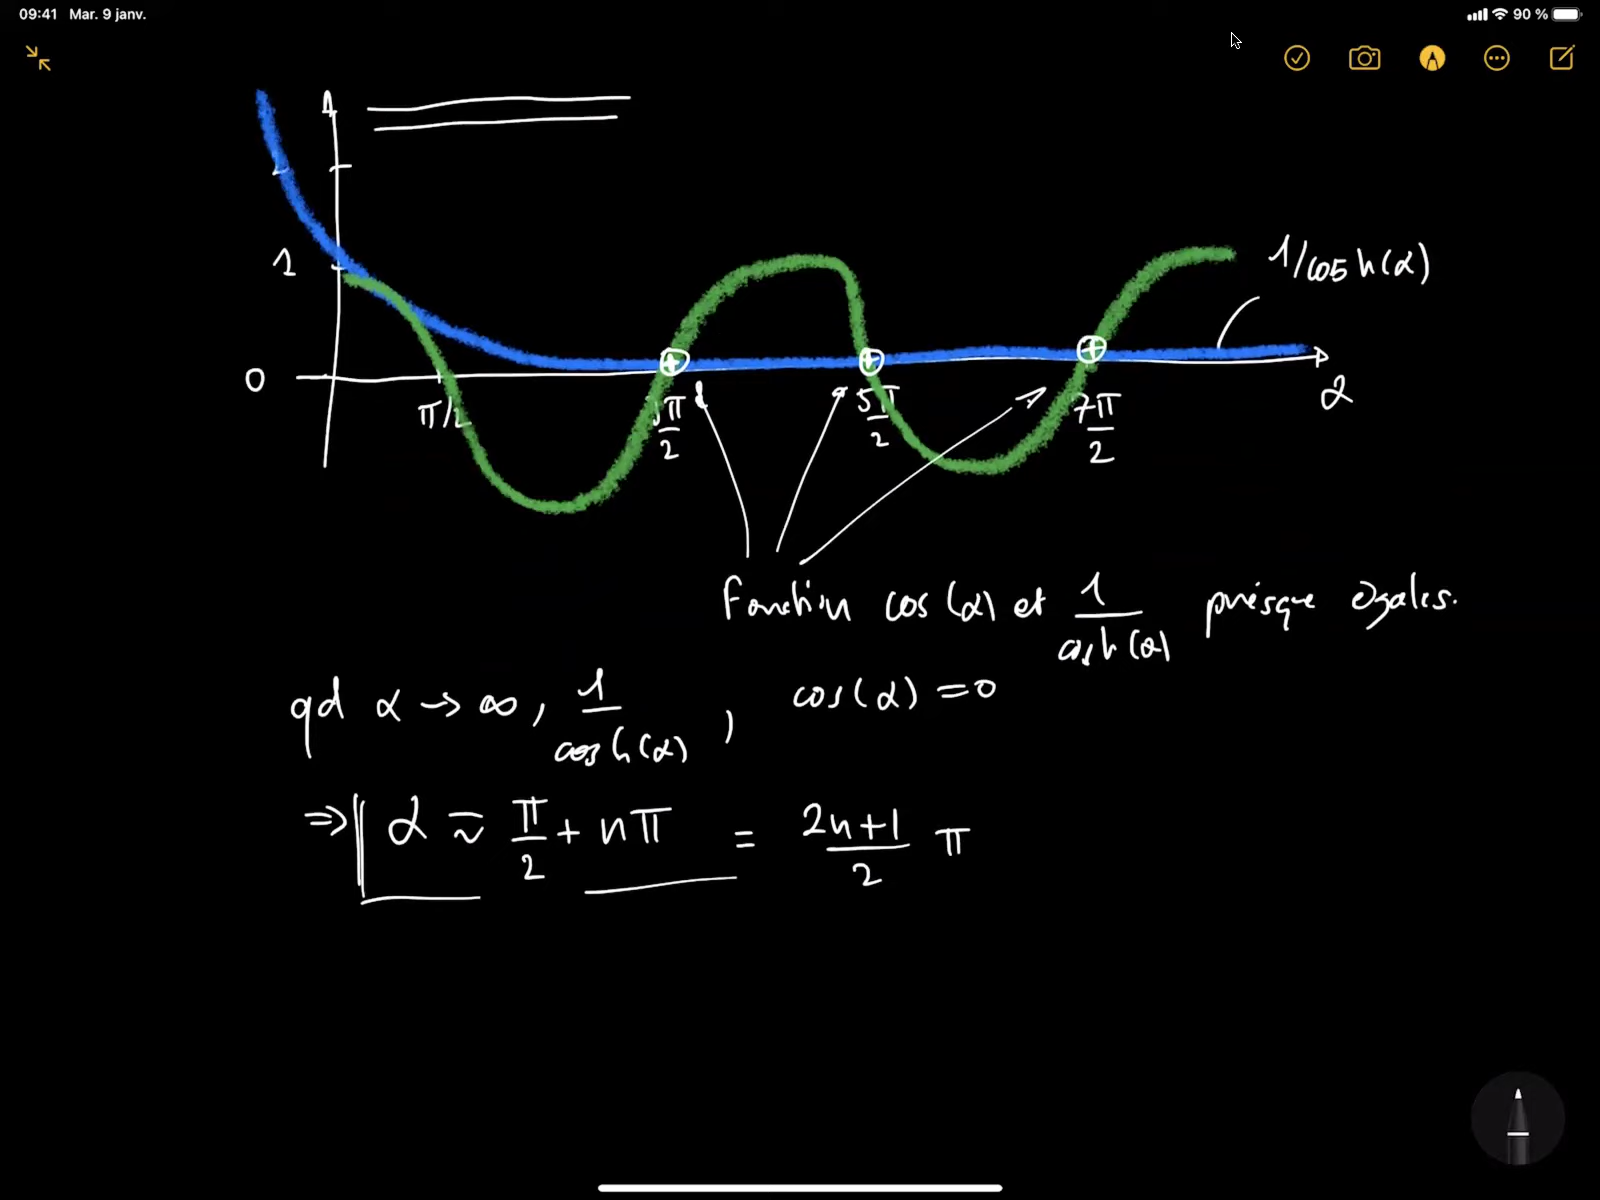 09:41 Mar. 9 janv. 90 %
1
1/cosh(α)
0
α
π/2
3π/2
5π/2
7π/2
Fonction cos(α) et 1/cosh(α) presque égales.
qd α → ∞, 1/cosh(α), cos(α) = 0
⇒ α ≈ π/2 + nπ = (2n+1)/2 π